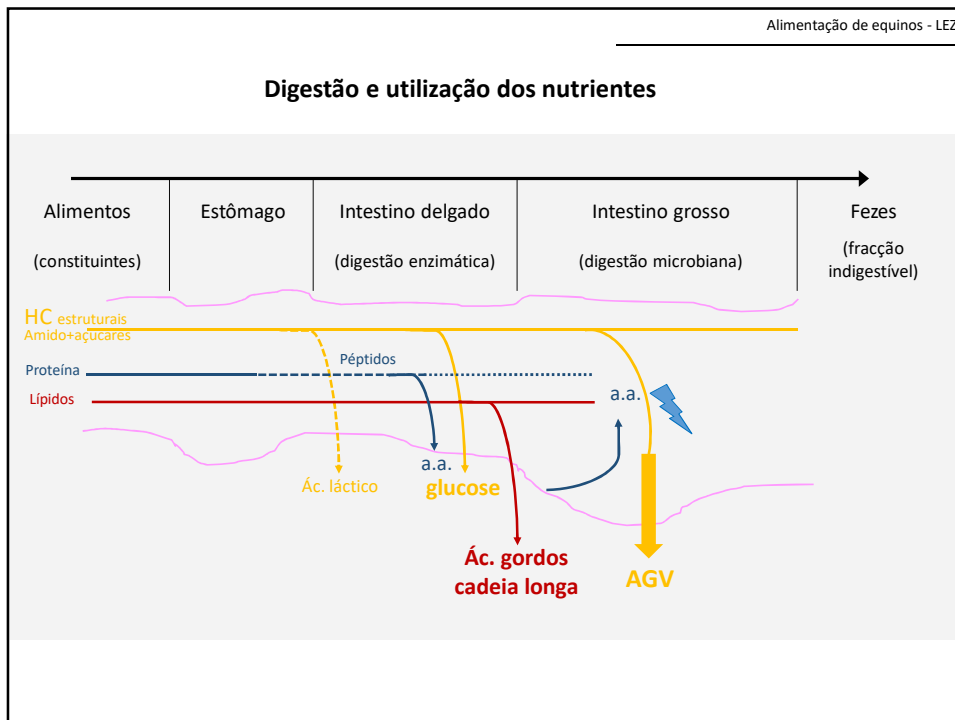 Alimentação de equinos - LEZ
Digestão e utilização dos nutrientes
Alimentos
(constituintes)
Estômago
Intestino delgado
(digestão enzimática)
Intestino grosso
(digestão microbiana)
Fezes
(fracção
indigestível)
HC estruturais
Amido+açúcares
Proteína
Péptidos
Lípidos
a.a.
a.a.
Ác. láctico
glucose
Ác. gordos
cadeia longa
AGV